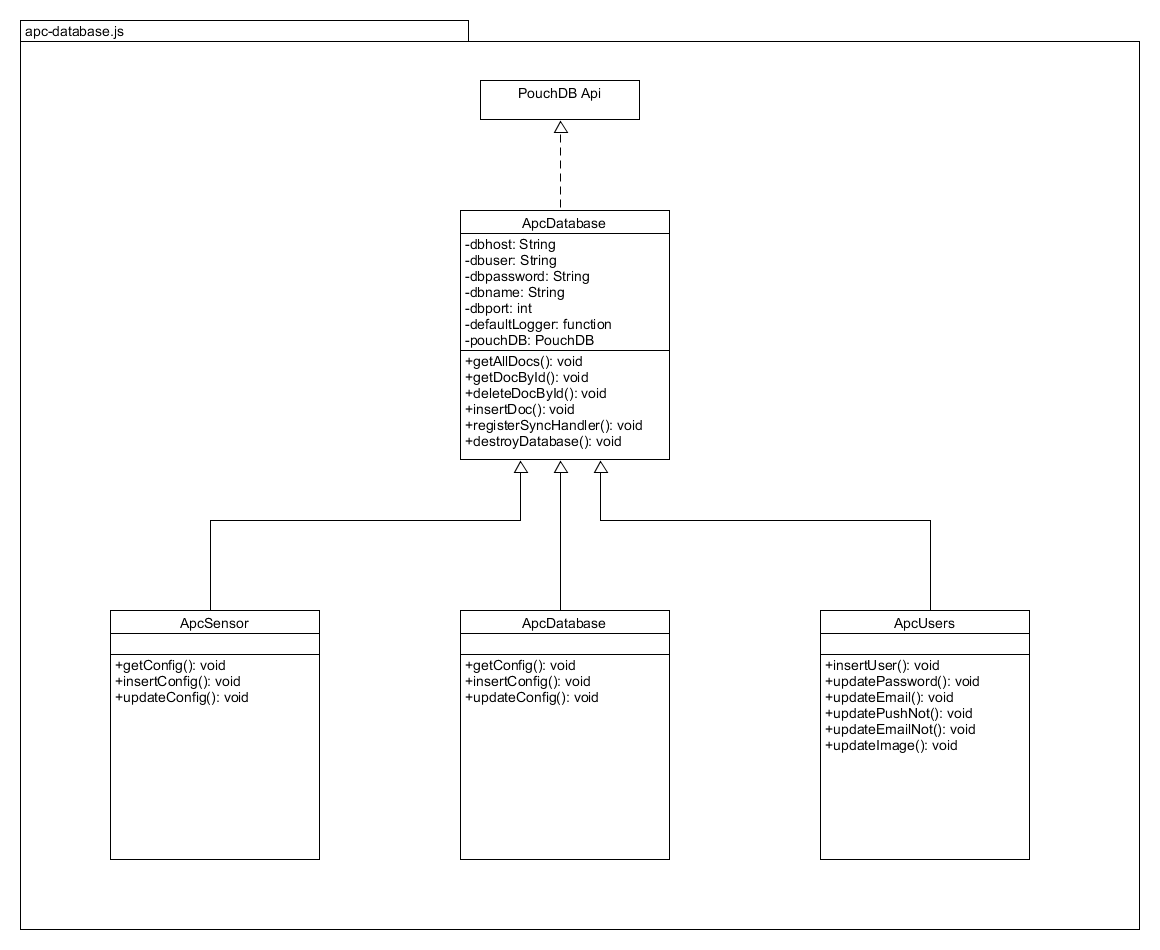 apc-database.js
PouchDB Api
ApcDatabase
-dbhost: String
-dbuser: String
-dbpassword: String
-dbname: String
-dbport: int
-defaultLogger: function
-pouchDB: PouchDB
+getAllDocs(): void
+getDocById(): void
+deleteDocById(): void
+insertDoc(): void
+registerSyncHandler(): void
+destroyDatabase(): void
ApcSensor
+getConfig(): void
+insertConfig(): void
+updateConfig(): void
ApcDatabase
+getConfig(): void
+insertConfig(): void
+updateConfig(): void
ApcUsers
+insertUser(): void
+updatePassword(): void
+updateEmail(): void
+updatePushNot(): void
+updateEmailNot(): void
+updateImage(): void